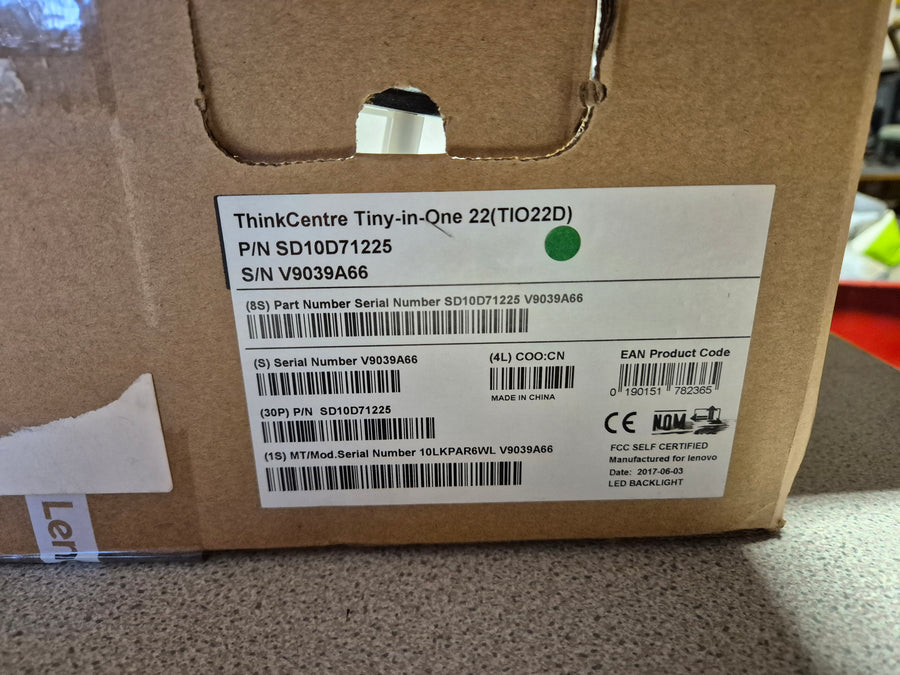 ThinkCentre Tiny-in-One 22(TIO22D)
P/N SD10D71225
S/N V9039A66
(8S) Part Number Serial Number SD10D71225 V9039A66
(S) Serial Number V9039A66
(4L) COO:CN
MADE IN CHINA
EAN Product Code
0 190151 782365
(30P) P/N SD10D71225
(1S) MT/Mod.Serial Number 10LKPAR6WL V9039A66
CE NOM
FCC SELF CERTIFIED
Manufactured for lenovo
Date: 2017-06-03
LED BACKLIGHT
Len